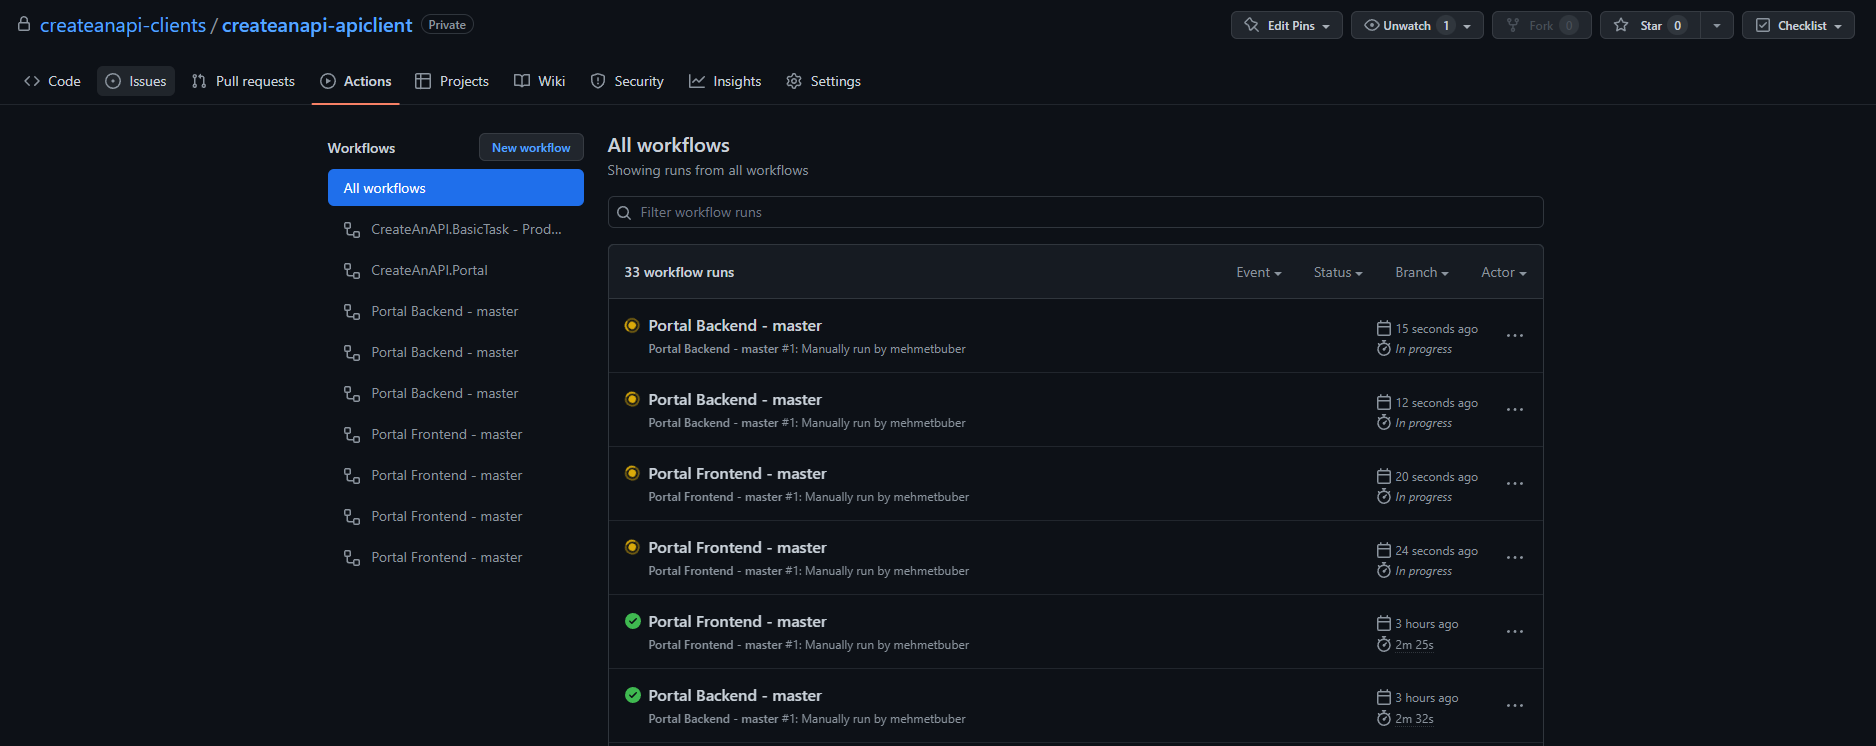 createanapi-clients / createanapi-apiclient Private
Edit Pins Unwatch 1 Fork 0 Star 0 Checklist
Code Issues Pull requests Actions Projects Wiki Security Insights Settings
Workflows New workflow
All workflows
CreateAnAPI.BasicTask - Prod...
CreateAnAPI.Portal
Portal Backend - master
Portal Backend - master
Portal Backend - master
Portal Frontend - master
Portal Frontend - master
Portal Frontend - master
Portal Frontend - master
All workflows
Showing runs from all workflows
Filter workflow runs
33 workflow runs Event Status Branch Actor
Portal Backend - master
Portal Backend - master #1: Manually run by mehmetbuber
15 seconds ago
In progress
Portal Backend - master
Portal Backend - master #1: Manually run by mehmetbuber
12 seconds ago
In progress
Portal Frontend - master
Portal Frontend - master #1: Manually run by mehmetbuber
20 seconds ago
In progress
Portal Frontend - master
Portal Frontend - master #1: Manually run by mehmetbuber
24 seconds ago
In progress
Portal Frontend - master
Portal Frontend - master #1: Manually run by mehmetbuber
3 hours ago
2m 25s
Portal Backend - master
Portal Backend - master #1: Manually run by mehmetbuber
3 hours ago
2m 32s